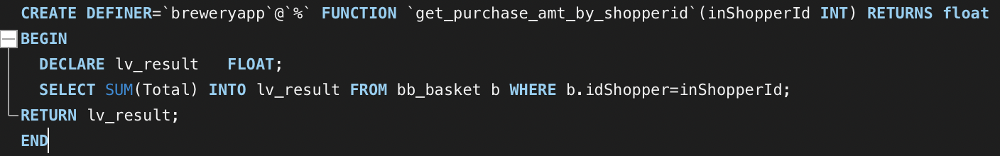 CREATE DEFINER=`breweryapp`@`%` FUNCTION `get_purchase_amt_by_shopperid`(inShopperId INT) RETURNS float
BEGIN
  DECLARE lv_result   FLOAT;
  SELECT SUM(Total) INTO lv_result FROM bb_basket b WHERE b.idShopper=inShopperId;
RETURN lv_result;
END